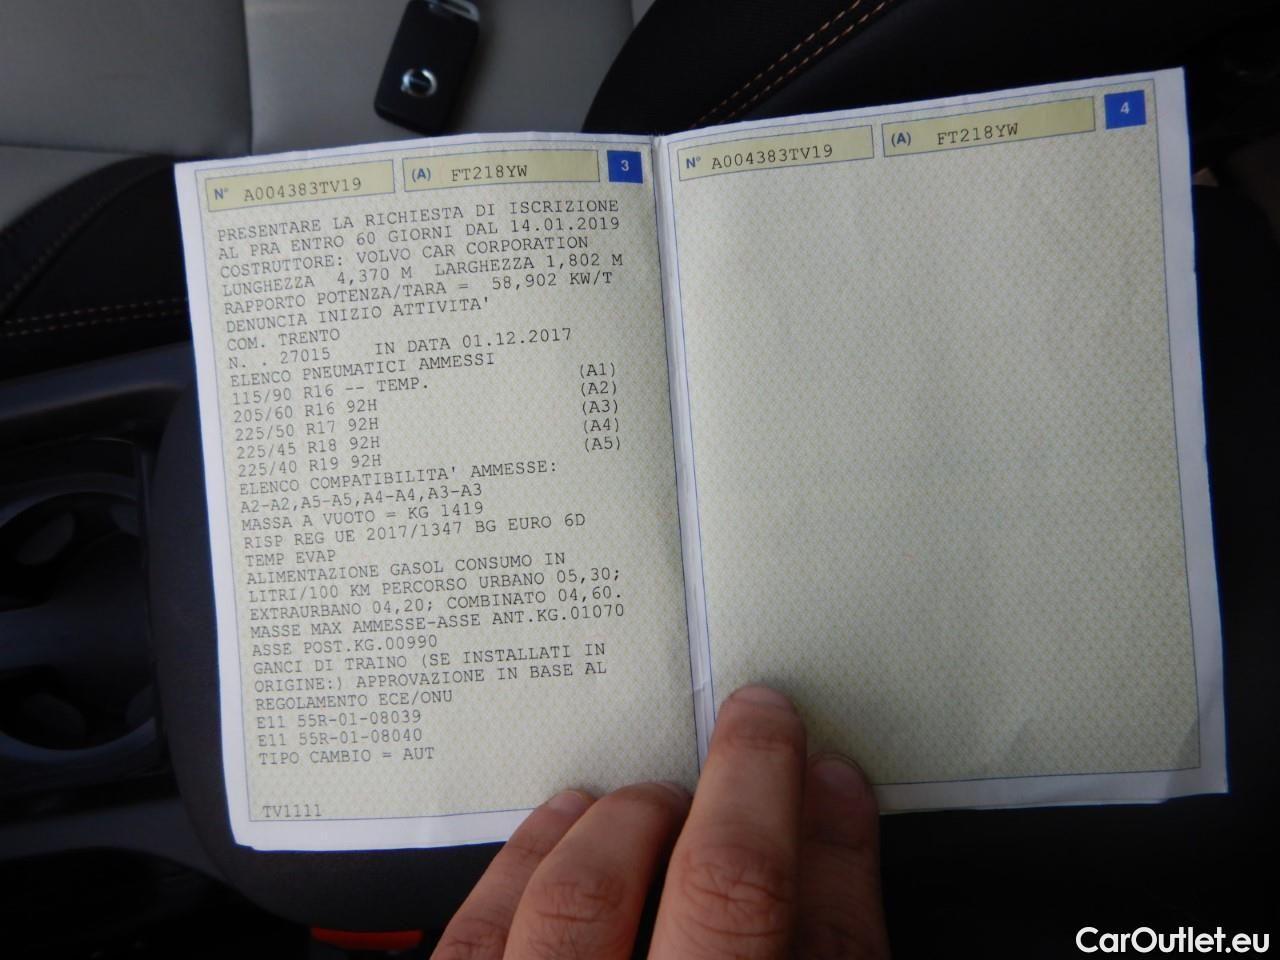 N° A004383TV19
(A) FT218YW
3
PRESENTARE LA RICHIESTA DI ISCRIZIONE
AL PRA ENTRO 60 GIORNI DAL 14.01.2019
COSTRUTTORE: VOLVO CAR CORPORATION
LUNGHEZZA 4,370 M LARGHEZZA 1,802 M
RAPPORTO POTENZA/TARA = 58,902 KW/T
DENUNCIA INIZIO ATTIVITA'
COM. TRENTO
N. . 27015 IN DATA 01.12.2017
ELENCO PNEUMATICI AMMESSI
115/90 R16 -- TEMP. (A1)
205/60 R16 92H (A2)
225/50 R17 92H (A3)
225/45 R18 92H (A4)
225/40 R19 92H (A5)
ELENCO COMPATIBILITA' AMMESSE:
A2-A2,A5-A5,A4-A4,A3-A3
MASSA A VUOTO = KG 1419
RISP REG UE 2017/1347 BG EURO 6D
TEMP EVAP
ALIMENTAZIONE GASOL CONSUMO IN
LITRI/100 KM PERCORSO URBANO 05,30;
EXTRAURBANO 04,20; COMBINATO 04,60.
MASSE MAX AMMESSE-ASSE ANT.KG.01070
ASSE POST.KG.00990
GANCI DI TRAINO (SE INSTALLATI IN
ORIGINE:) APPROVAZIONE IN BASE AL
REGOLAMENTO ECE/ONU
E11 55R-01-08039
E11 55R-01-08040
TIPO CAMBIO = AUT
TV1111
N° A004383TV19
(A) FT218YW
4
CarOutlet.eu